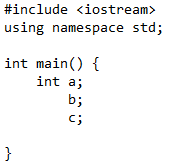 #include <iostream>
using namespace std;

int main() {
    int a;
        b;
        c;

}